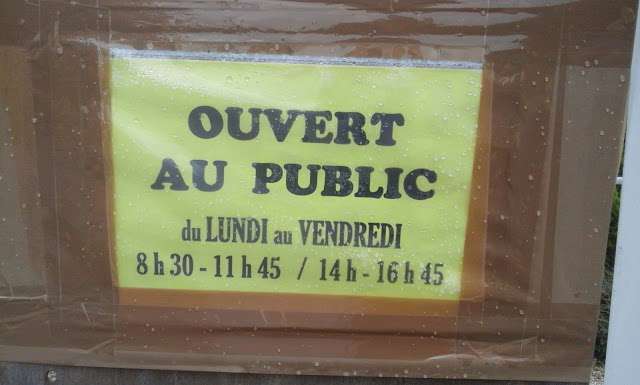 OUVERT
AU PUBLIC
du LUNDI au VENDREDI
8 h 30 - 11 h 45 / 14 h - 16 h 45